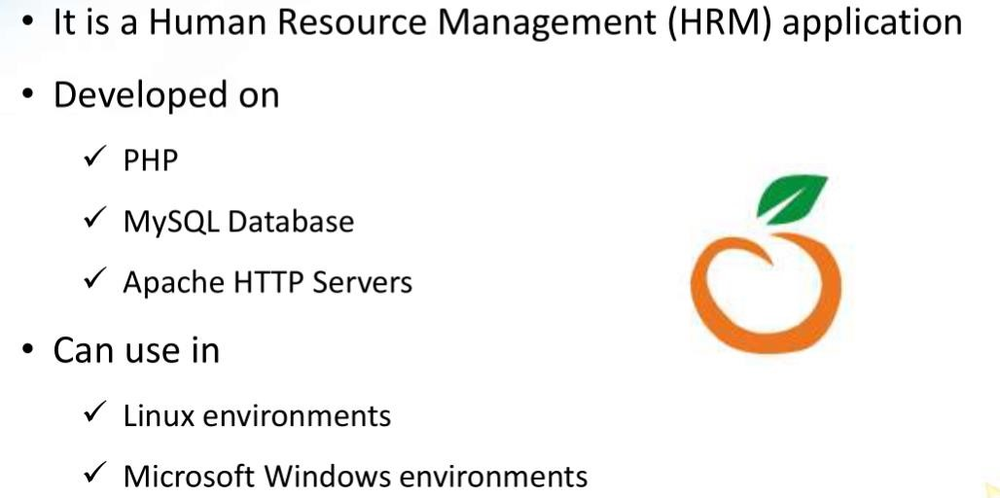 • It is a Human Resource Management (HRM) application
• Developed on
✓ PHP
✓ MySQL Database
✓ Apache HTTP Servers
• Can use in
✓ Linux environments
✓ Microsoft Windows environments